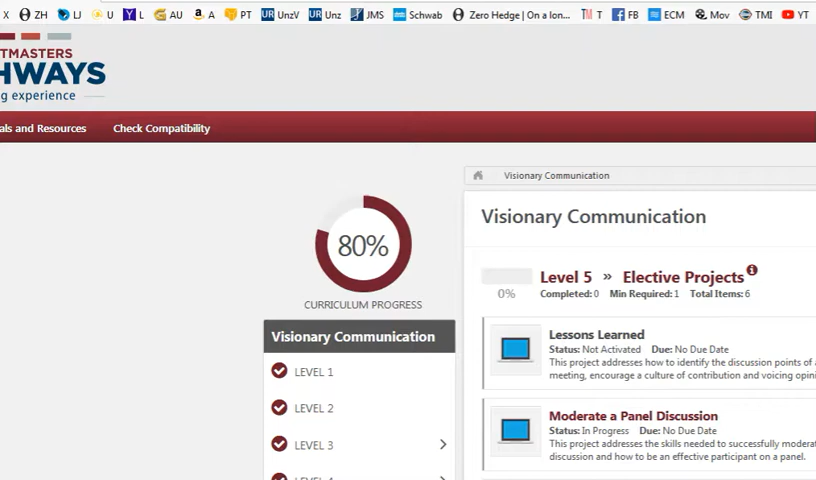 X ZH LJ U L AU A PT UR UnzV UR Unz JMS Schwab Zero Hedge | On a lon... TM T FB ECM Mov TMI YT
TMASTERS
HWAYS
g experience
als and Resources Check Compatibility
Visionary Communication
Visionary Communication
80%
CURRICULUM PROGRESS
Visionary Communication
LEVEL 1
LEVEL 2
LEVEL 3
0%
Level 5 » Elective Projects
Completed: 0 Min Required: 1 Total Items: 6
Lessons Learned
Status: Not Activated Due: No Due Date
This project addresses how to identify the discussion points of a
meeting, encourage a culture of contribution and voicing opini
Moderate a Panel Discussion
Status: In Progress Due: No Due Date
This project addresses the skills needed to successfully moderat
discussion and how to be an effective participant on a panel.